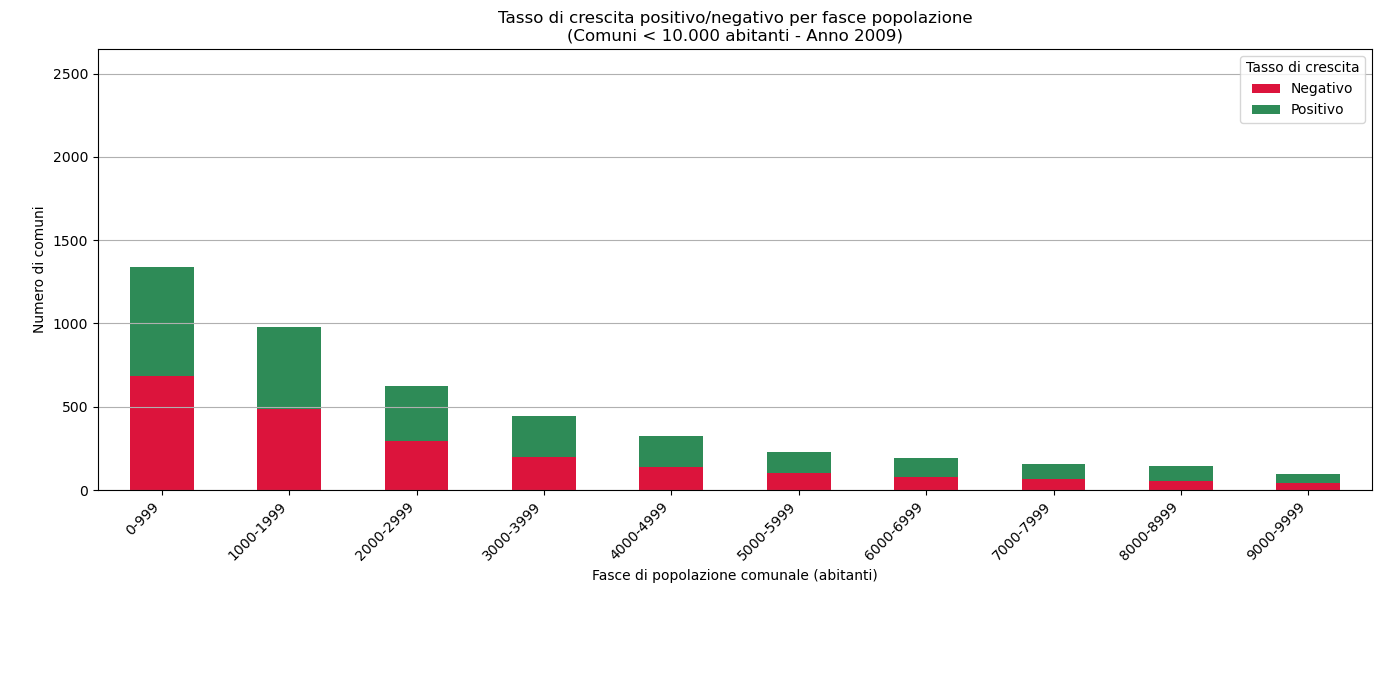 Tasso di crescita positivo/negativo per fasce popolazione
(Comuni < 10.000 abitanti - Anno 2009)
Tasso di crescita
Negativo
Positivo
Numero di comuni
2500
2000
1500
1000
500
0
0-999
1000-1999
2000-2999
3000-3999
4000-4999
5000-5999
6000-6999
7000-7999
8000-8999
9000-9999
Fasce di popolazione comunale (abitanti)